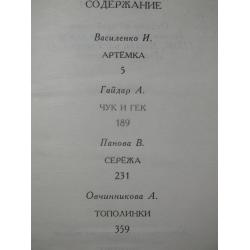 СОДЕРЖАНИЕ
Василенко И.
АРТЁМКА
5
Гайдар А.
ЧУК И ГЕК
189
Панова В.
СЕРЁЖА
231
Овчинникова А.
ТОПОЛИНКИ
359